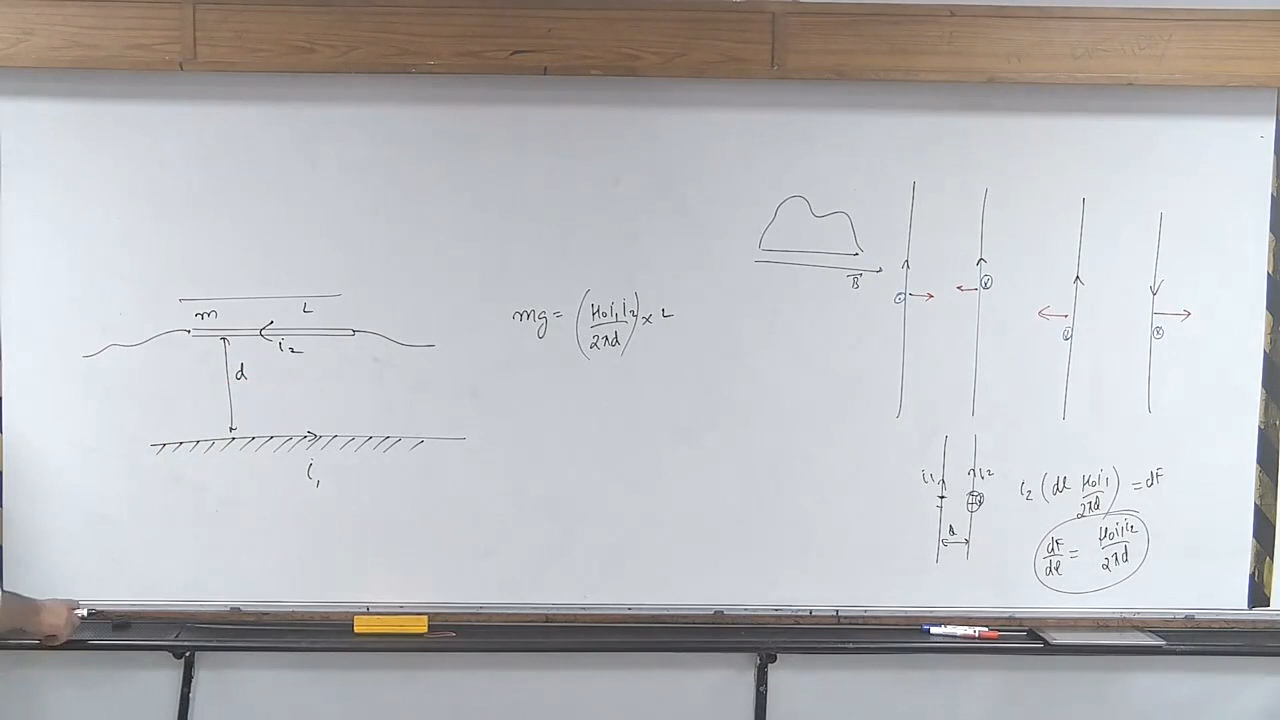 L
m
i₂
d
i₁
mg = (μ₀i₁i₂/2πd) × L
B
i₁ i₂
d
i₂ (dl μ₀i₁/2πd) = dF
dF/dl = μ₀i₁i₂/2πd